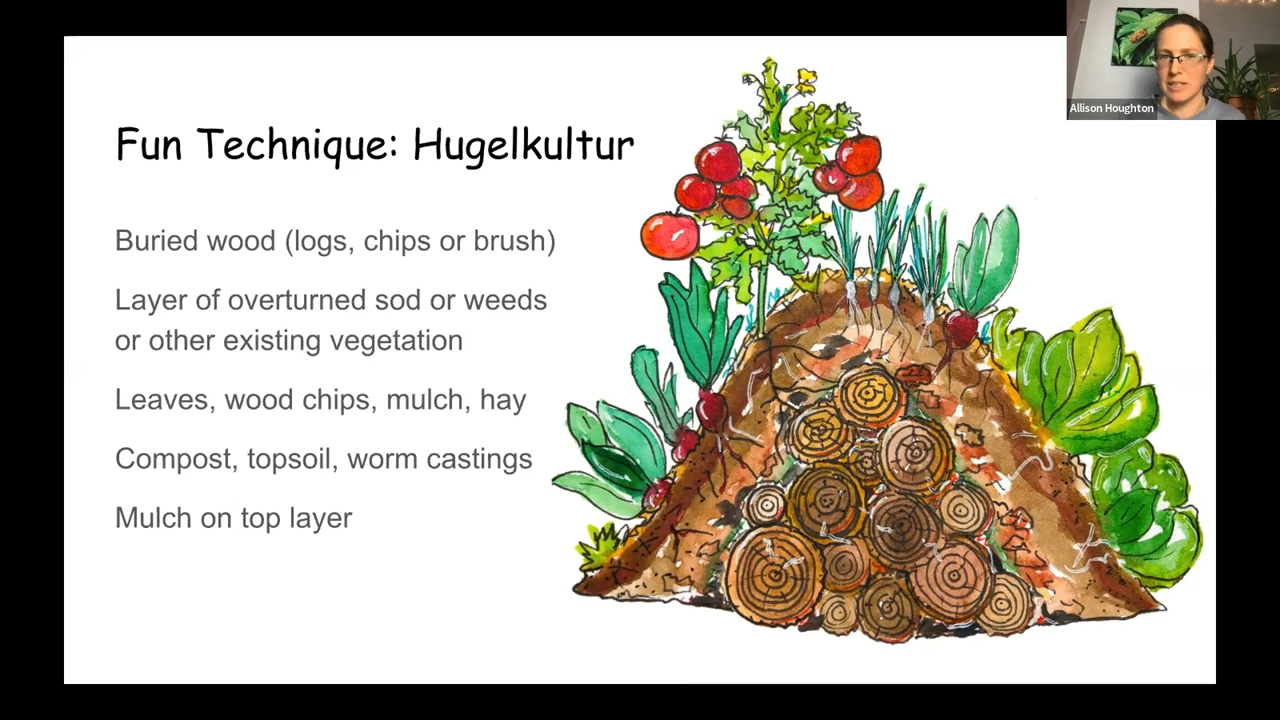 Allison Houghton
Fun Technique: Hugelkultur
Buried wood (logs, chips or brush)
Layer of overturned sod or weeds
or other existing vegetation
Leaves, wood chips, mulch, hay
Compost, topsoil, worm castings
Mulch on top layer